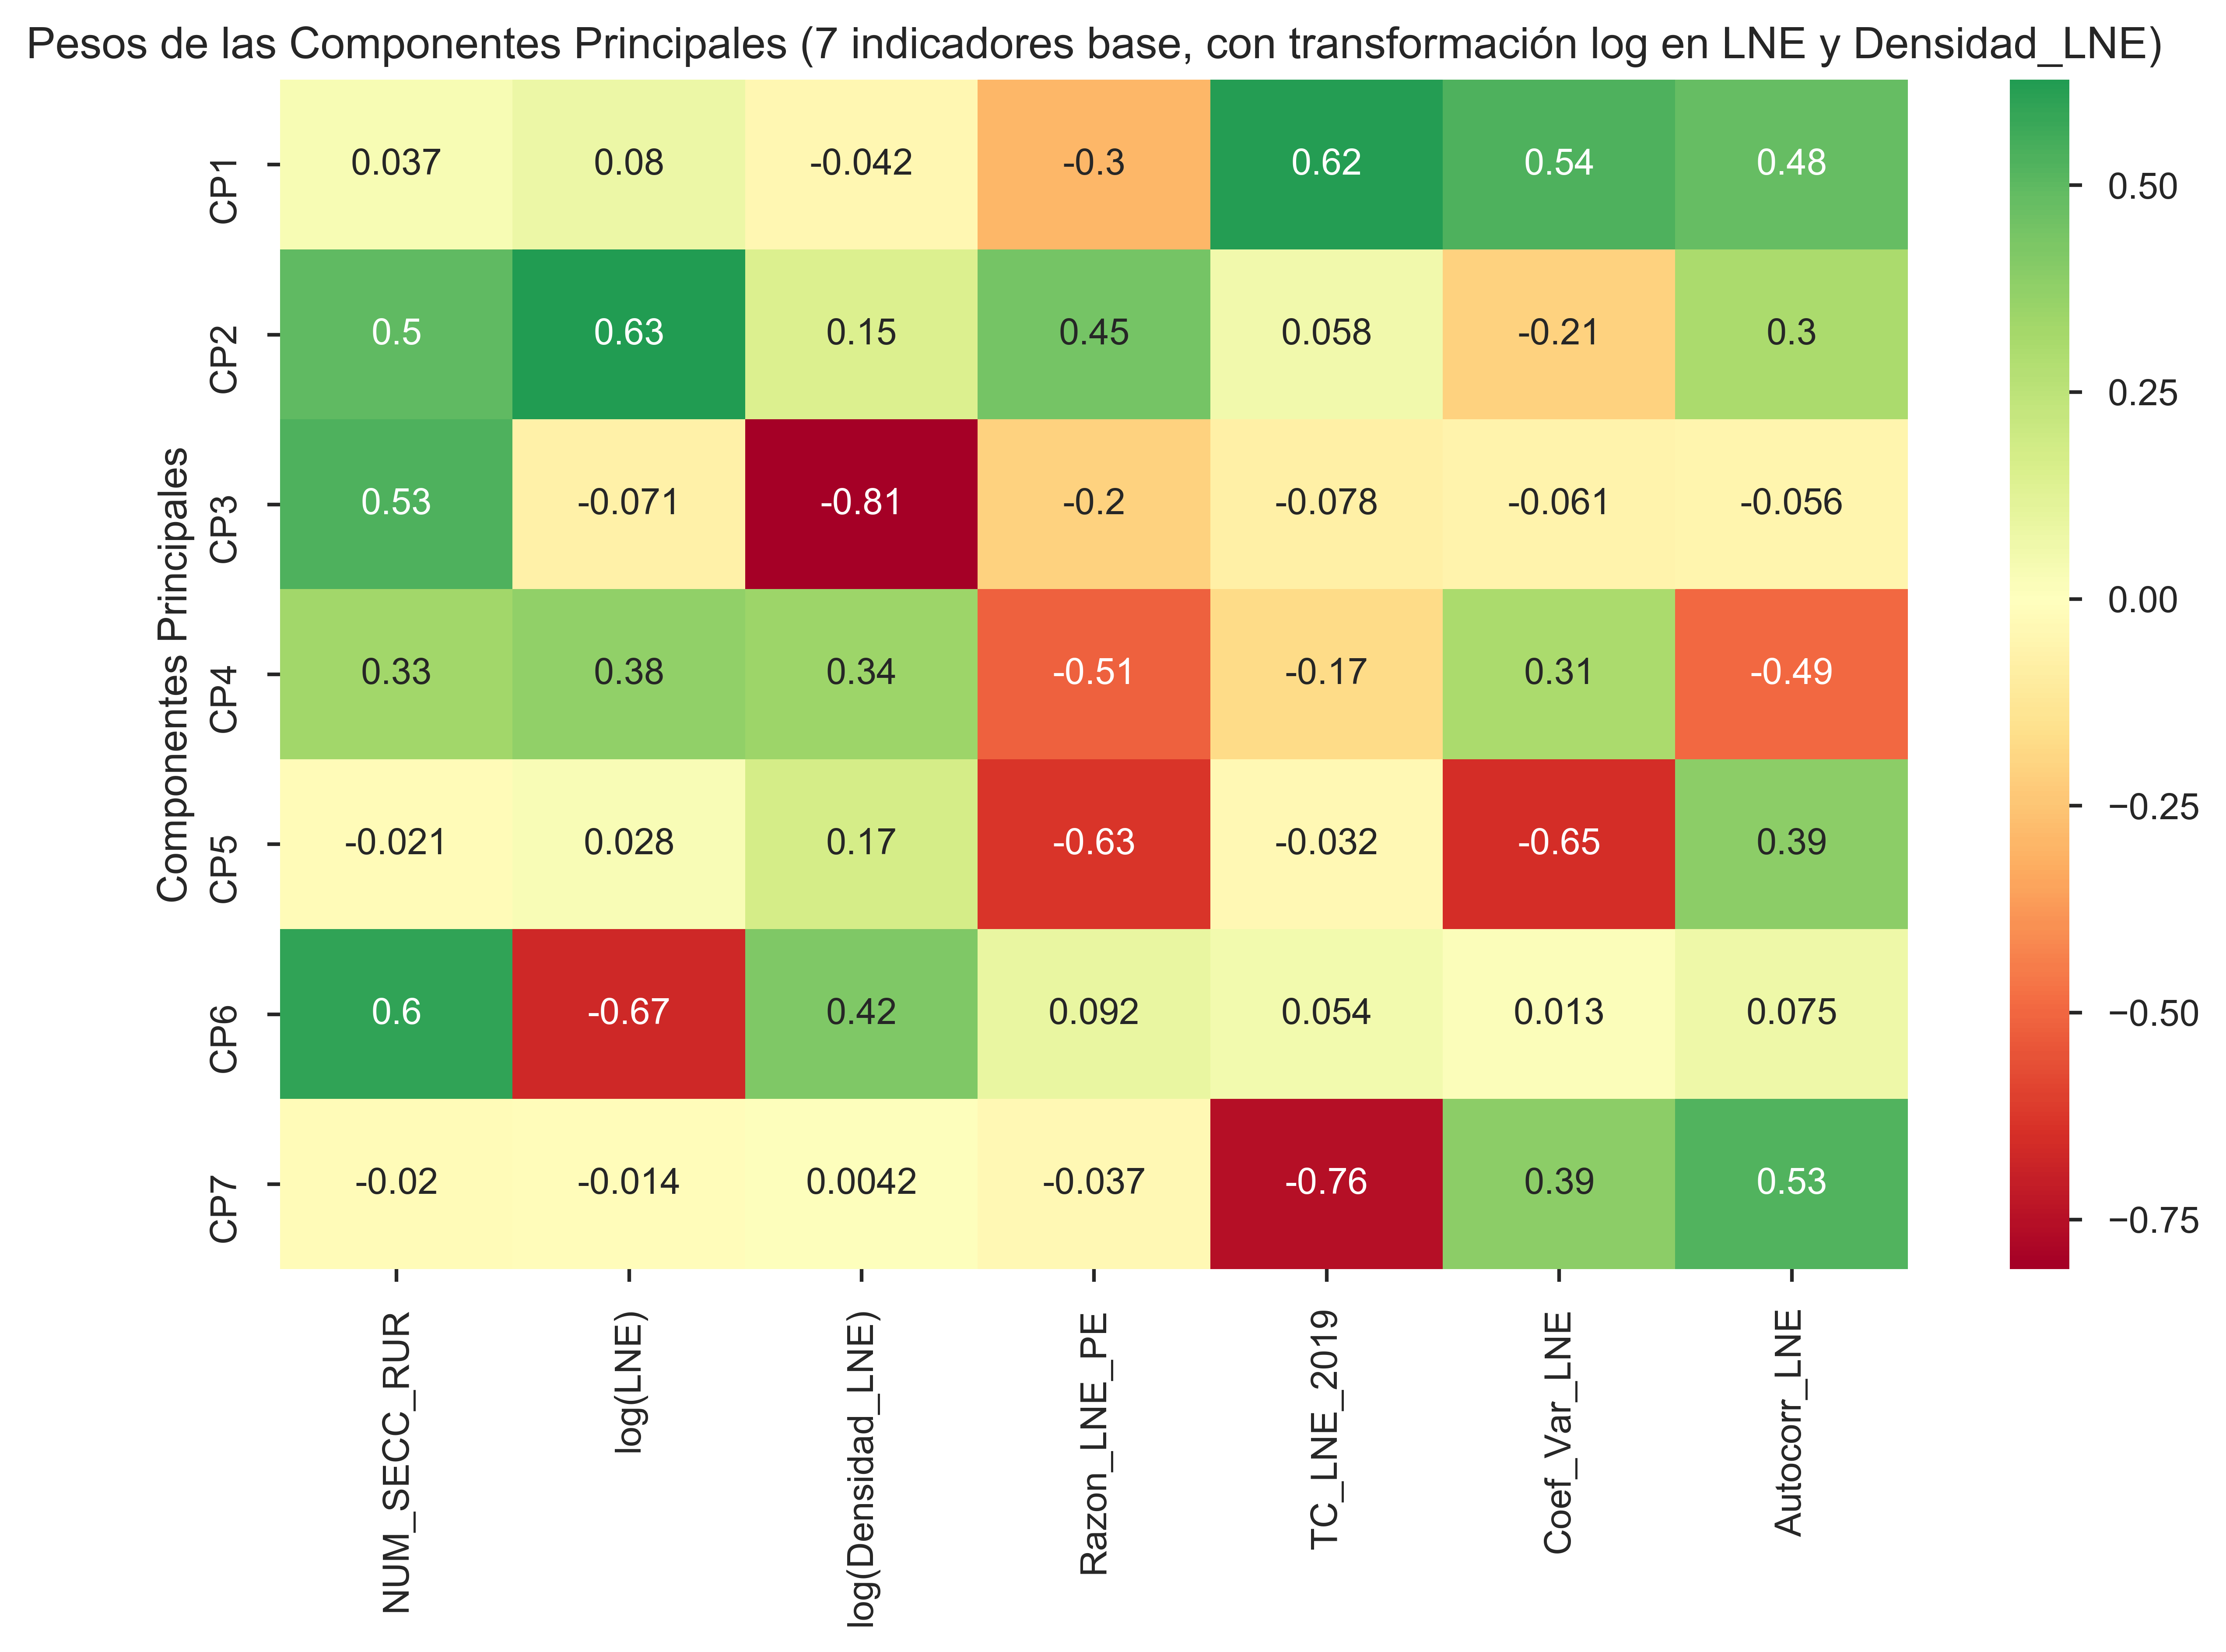 Pesos de las Componentes Principales (7 indicadores base, con transformación log en LNE y Densidad_LNE)
Componentes Principales
CP1 0.037 0.08 -0.042 -0.3 0.62 0.54 0.48
CP2 0.5 0.63 0.15 0.45 0.058 -0.21 0.3
CP3 0.53 -0.071 -0.81 -0.2 -0.078 -0.061 -0.056
CP4 0.33 0.38 0.34 -0.51 -0.17 0.31 -0.49
CP5 -0.021 0.028 0.17 -0.63 -0.032 -0.65 0.39
CP6 0.6 -0.67 0.42 0.092 0.054 0.013 0.075
CP7 -0.02 -0.014 0.0042 -0.037 -0.76 0.39 0.53
NUM_SECC_RUR
log(LNE)
log(Densidad_LNE)
Razon_LNE_PE
TC_LNE_2019
Coef_Var_LNE
Autocorr_LNE
0.50
0.25
0.00
−0.25
−0.50
−0.75